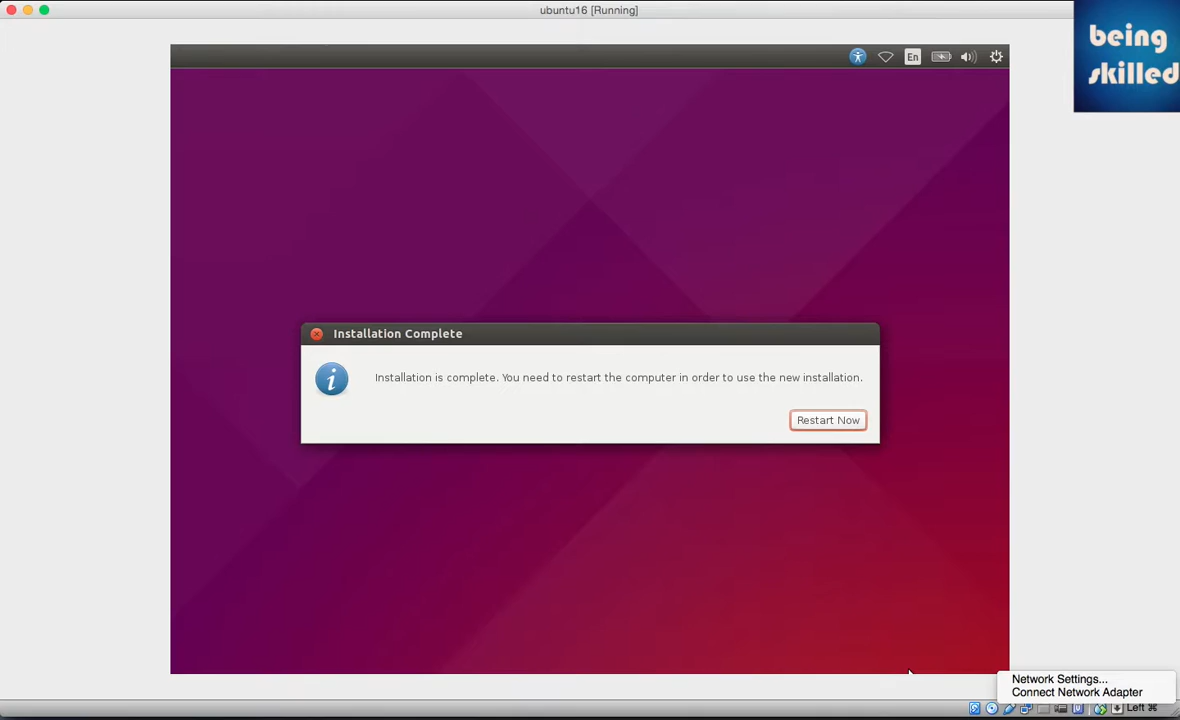 ubuntu16 [Running]
being
skilled
En
Installation Complete
Installation is complete. You need to restart the computer in order to use the new installation.
Restart Now
Network Settings...
Connect Network Adapter
Left ⌘